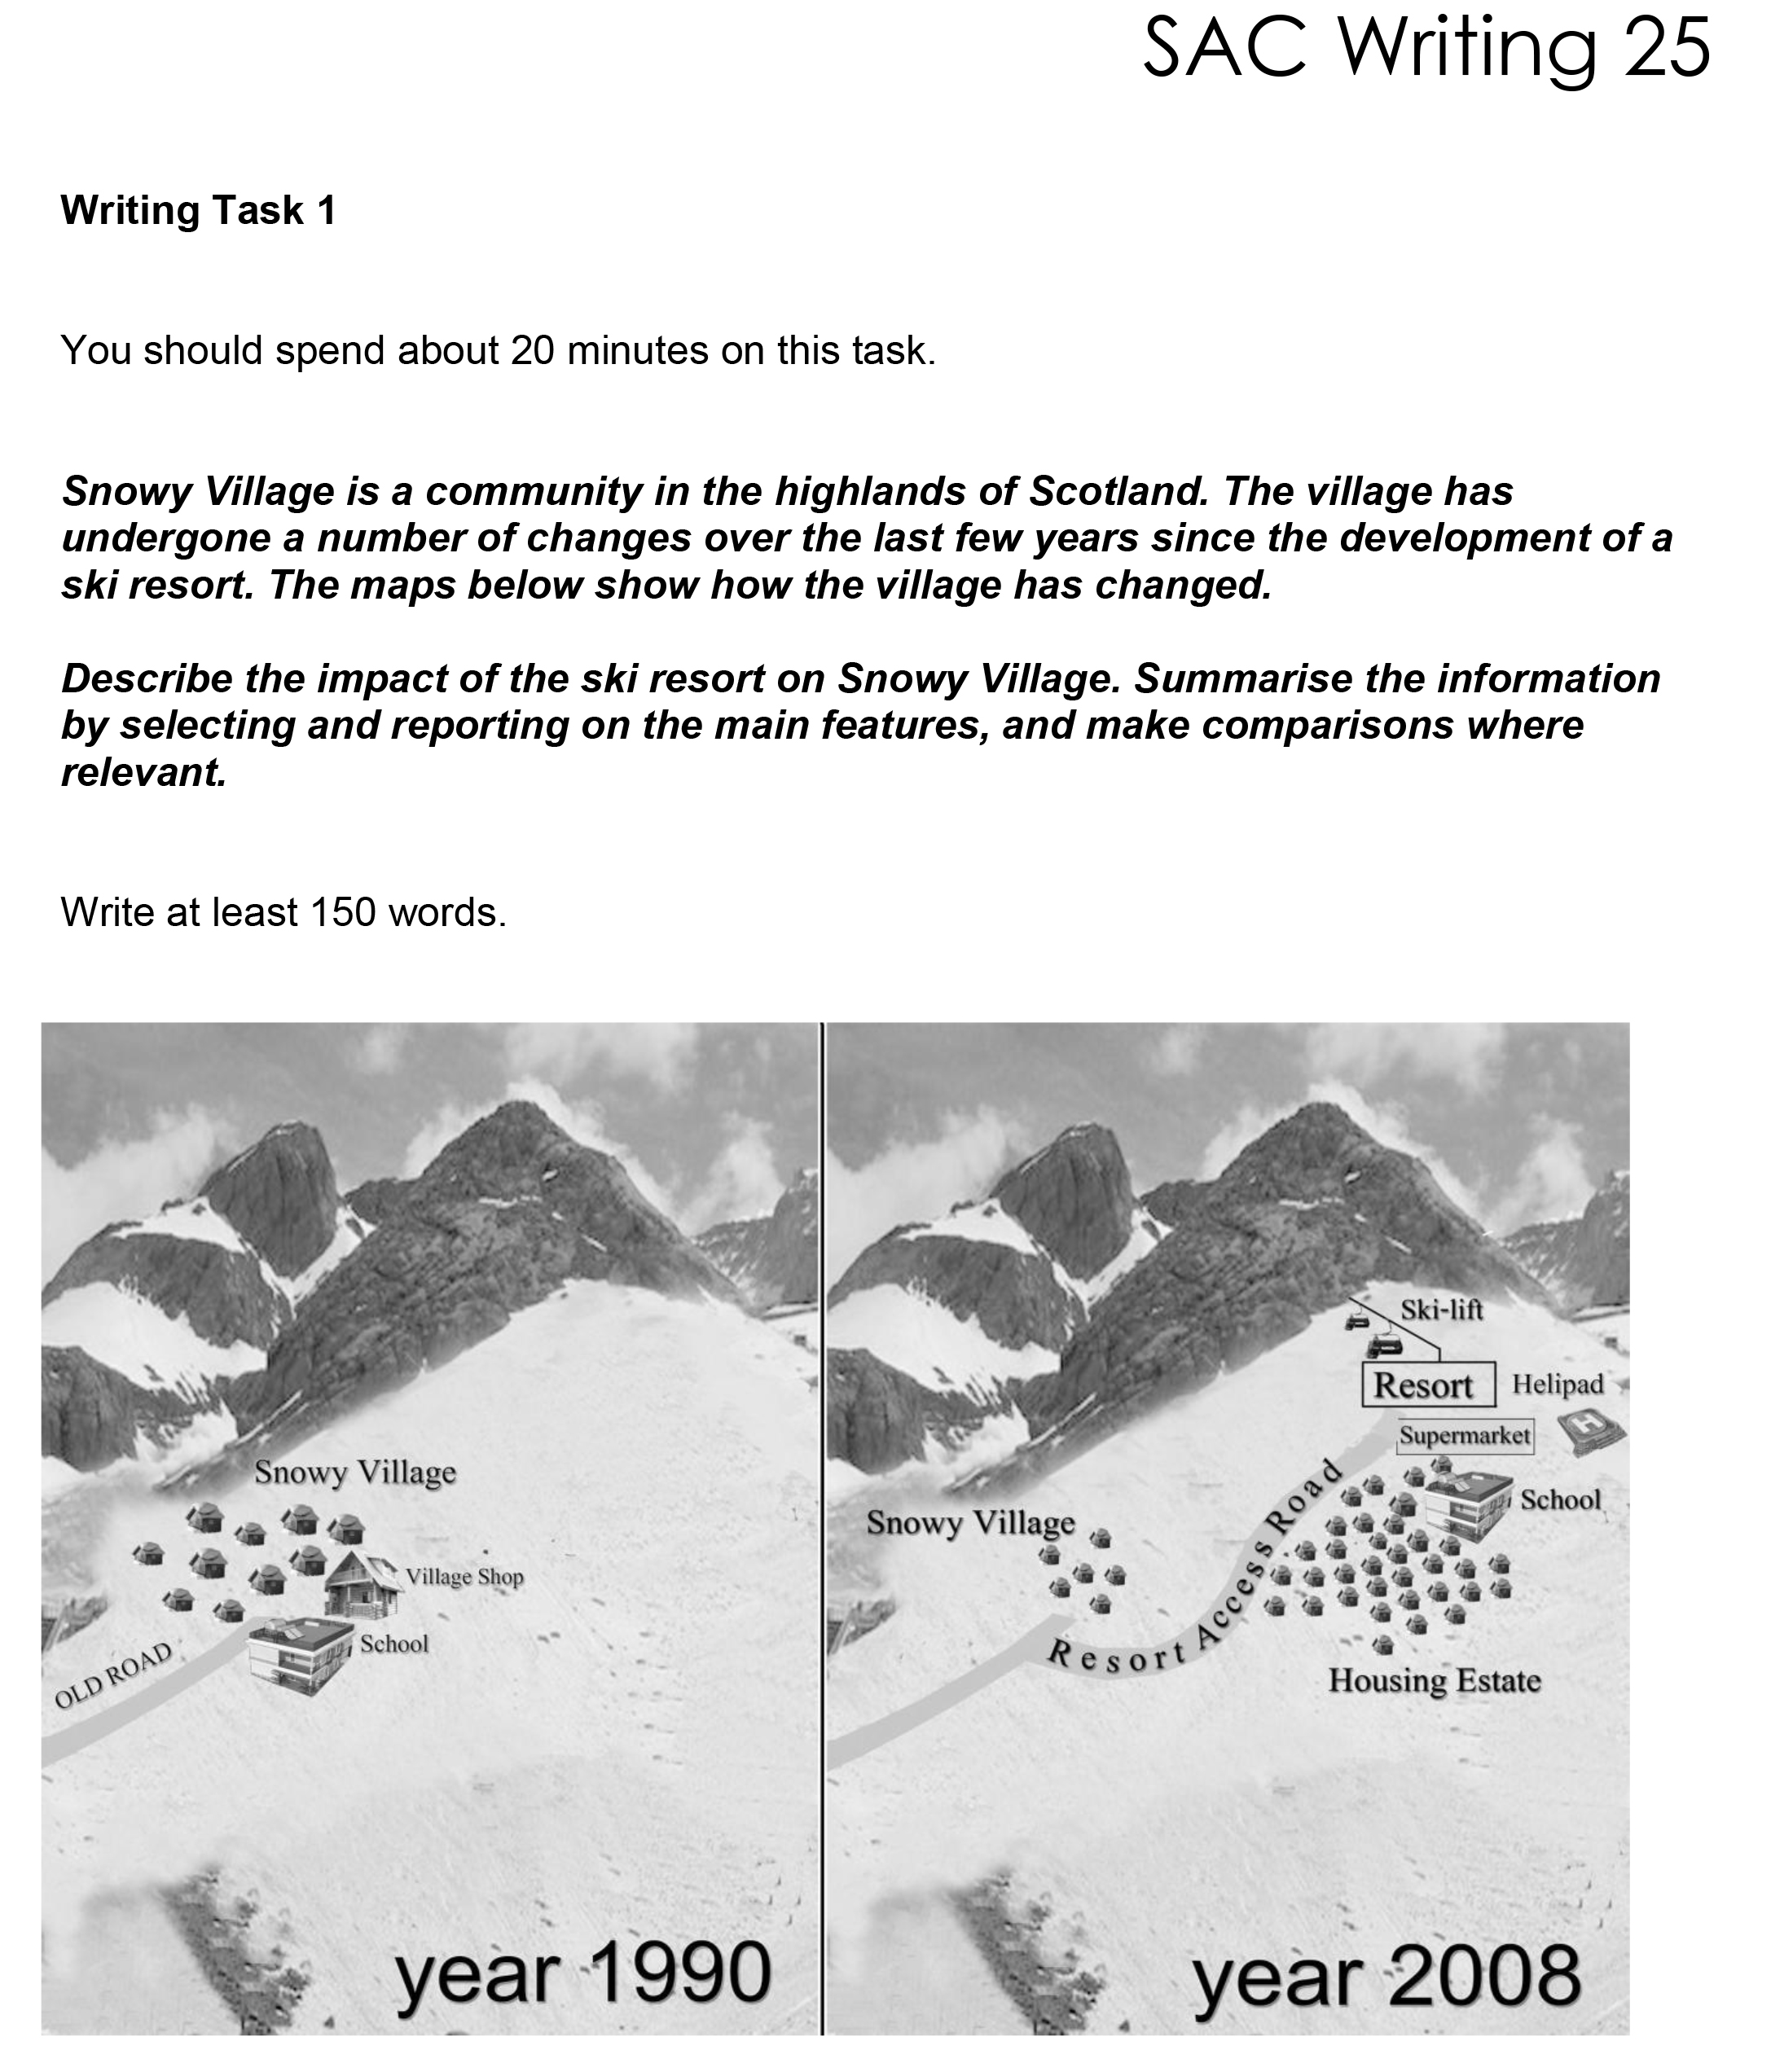 SAC Writing 25
Writing Task 1
You should spend about 20 minutes on this task.
Snowy Village is a community in the highlands of Scotland. The village has
undergone a number of changes over the last few years since the development of a
ski resort. The maps below show how the village has changed.
Describe the impact of the ski resort on Snowy Village. Summarise the information
by selecting and reporting on the main features, and make comparisons where
relevant.
Write at least 150 words.
Snowy Village
Village Shop
School
OLD ROAD
year 1990
Ski-lift
Resort
Helipad
H
Supermarket
School
Snowy Village
Resort Access Road
Housing Estate
year 2008